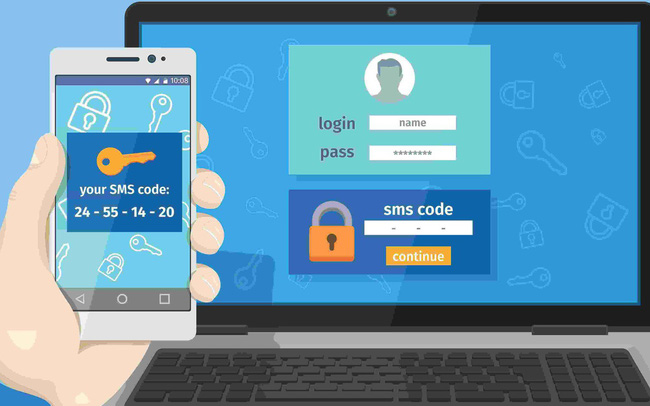 10:08
your SMS code:
24 - 55 - 14 - 20
login name
pass ********
sms code
- - -
continue